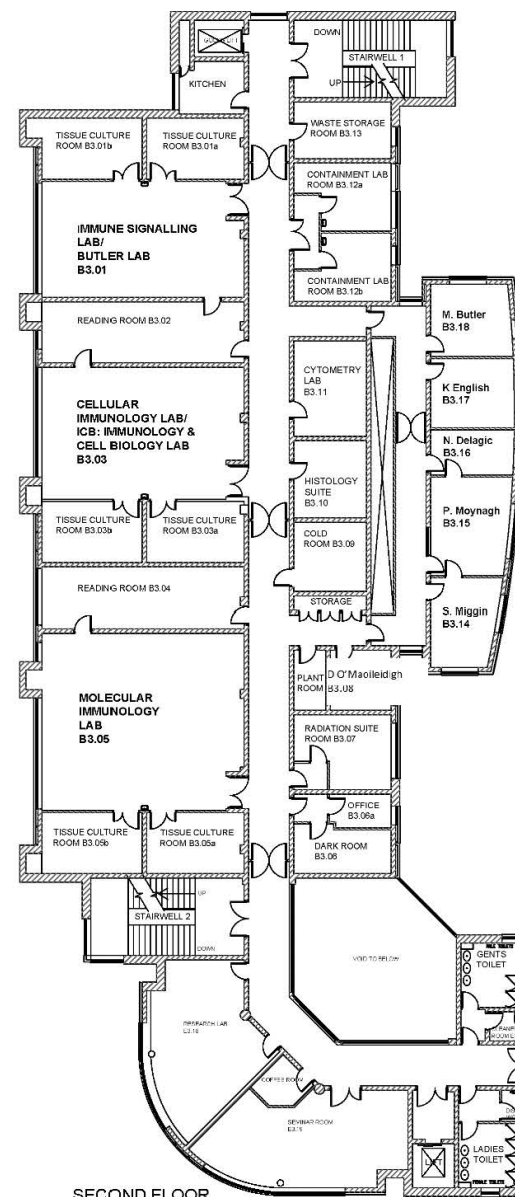 GOODS LIFT
DOWN
STAIRWELL 1
UP
KITCHEN
TISSUE CULTURE
ROOM B3.01b
TISSUE CULTURE
ROOM B3.01a
WASTE STORAGE
ROOM B3.13
CONTAINMENT LAB
ROOM B3.12a
IMMUNE SIGNALLING
LAB/
BUTLER LAB
B3.01
CONTAINMENT LAB
ROOM B3.12b
READING ROOM B3.02
M. Butler
B3.18
CYTOMETRY
LAB
B3.11
K English
B3.17
CELLULAR
IMMUNOLOGY LAB/
ICB: IMMUNOLOGY &
CELL BIOLOGY LAB
B3.03
N. Delagic
B3.16
HISTOLOGY
SUITE
B3.10
P. Moynagh
B3.15
TISSUE CULTURE
ROOM B3.03b
TISSUE CULTURE
ROOM B3.03a
COLD
ROOM B3.09
READING ROOM B3.04
STORAGE
S. Miggin
B3.14
PLANT
ROOM
D O'Maoileidigh
B3.08
MOLECULAR
IMMUNOLOGY
LAB
B3.05
RADIATION SUITE
ROOM B3.07
OFFICE
B3.06a
TISSUE CULTURE
ROOM B3.05b
TISSUE CULTURE
ROOM B3.05a
DARK ROOM
B3.06
UP
STAIRWELL 2
DOWN
VOID TO BELOW
MALE TOILETS
GENTS
TOILET
RESEARCH LAB
COFFEE ROOM
SEMINAR ROOM
LIFT
LADIES
TOILET
FEMALE TOILETS
SECOND FLOOR